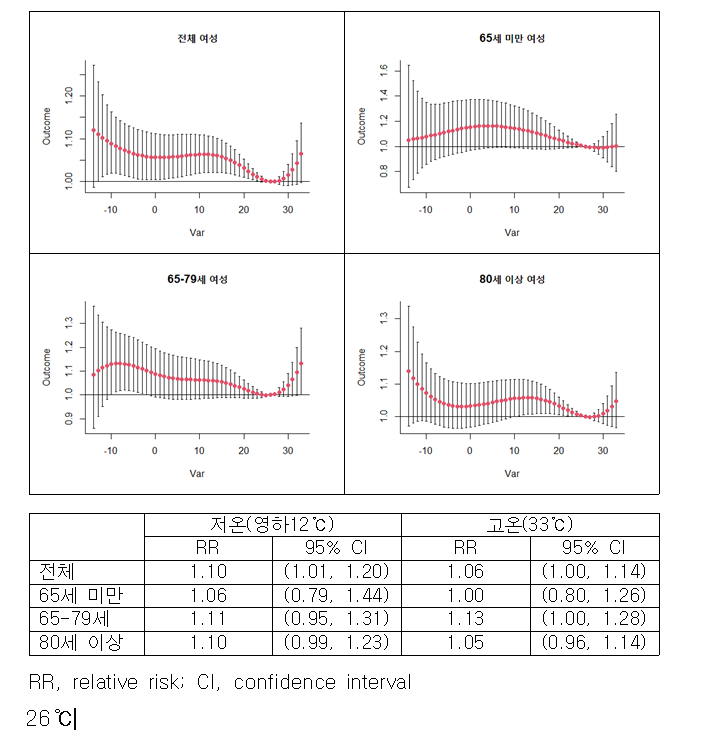 전체 여성
Outcome
1.00 1.10 1.20
-10 0 10 20 30
Var
65세 미만 여성
Outcome
0.8 1.0 1.2 1.4 1.6
-10 0 10 20 30
Var
65-79세 여성
Outcome
0.9 1.0 1.1 1.2 1.3
-10 0 10 20 30
Var
80세 이상 여성
Outcome
1.0 1.1 1.2 1.3
-10 0 10 20 30
Var
저온(영하12℃) 고온(33℃)
RR 95% CI RR 95% CI
전체 1.10 (1.01, 1.20) 1.06 (1.00, 1.14)
65세 미만 1.06 (0.79, 1.44) 1.00 (0.80, 1.26)
65-79세 1.11 (0.95, 1.31) 1.13 (1.00, 1.28)
80세 이상 1.10 (0.99, 1.23) 1.05 (0.96, 1.14)
RR, relative risk; CI, confidence interval
26℃